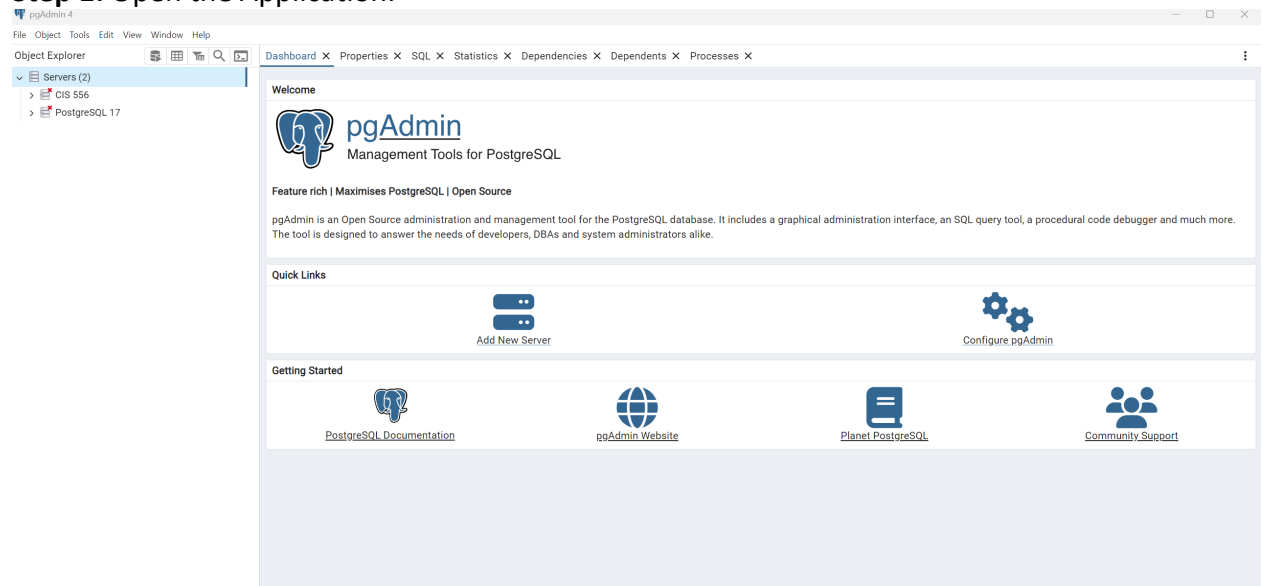 Step 1: Open the Application.
pgAdmin 4
File Object Tools Edit View Window Help
Object Explorer
Dashboard Properties SQL Statistics Dependencies Dependents Processes
Servers (2)
CIS 556
PostgreSQL 17
Welcome
pgAdmin
Management Tools for PostgreSQL
Feature rich | Maximises PostgreSQL | Open Source
pgAdmin is an Open Source administration and management tool for the PostgreSQL database. It includes a graphical administration interface, an SQL query tool, a procedural code debugger and much more.
The tool is designed to answer the needs of developers, DBAs and system administrators alike.
Quick Links
Add New Server
Configure pgAdmin
Getting Started
PostgreSQL Documentation
pgAdmin Website
Planet PostgreSQL
Community Support